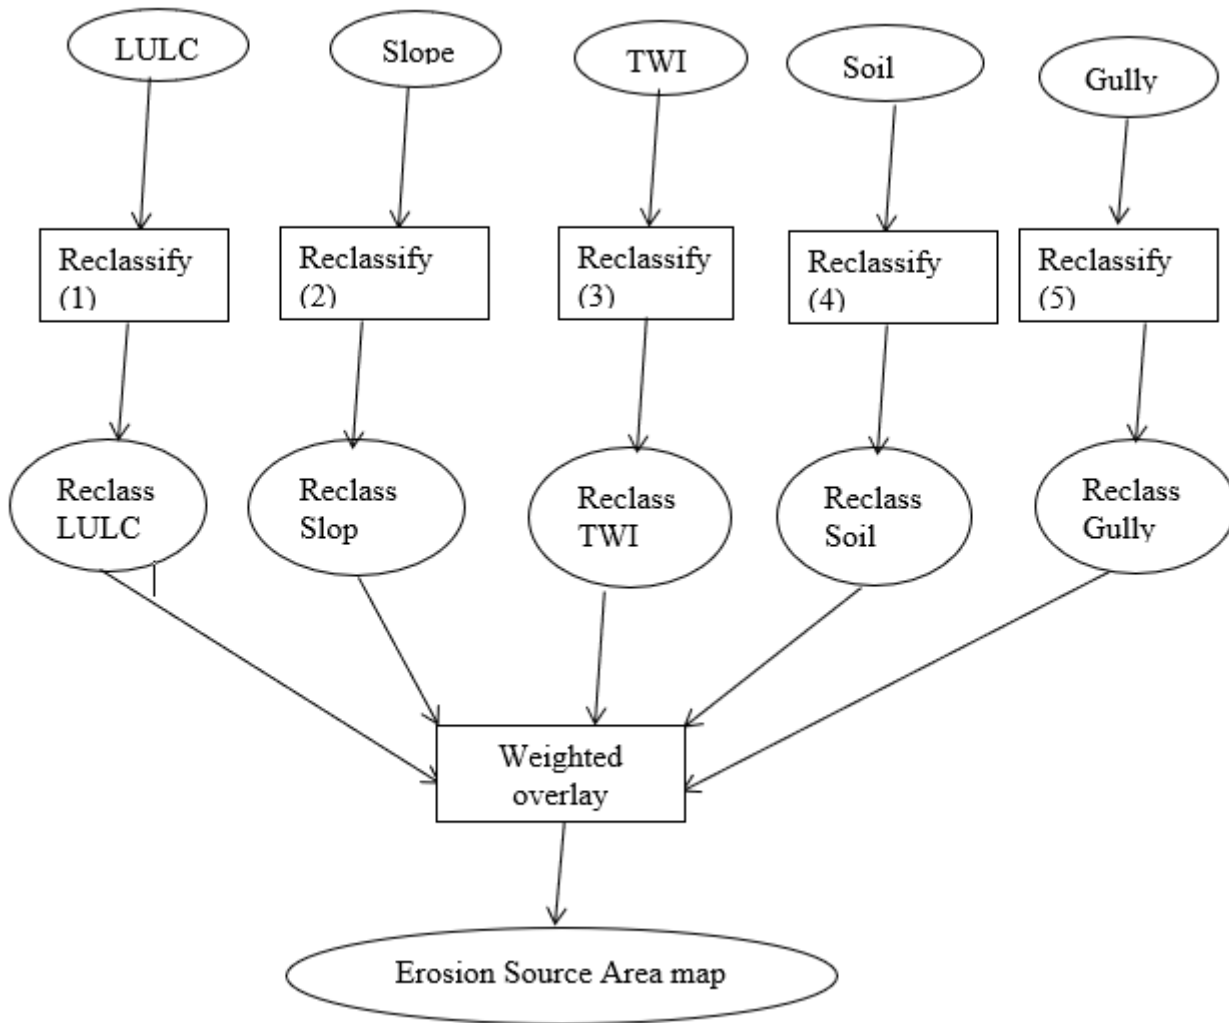 LULC
Slope
TWI
Soil
Gully
Reclassify
(1)
Reclassify
(2)
Reclassify
(3)
Reclassify
(4)
Reclassify
(5)
Reclass
LULC
Reclass
Slop
Reclass
TWI
Reclass
Soil
Reclass
Gully
Weighted
overlay
Erosion Source Area map